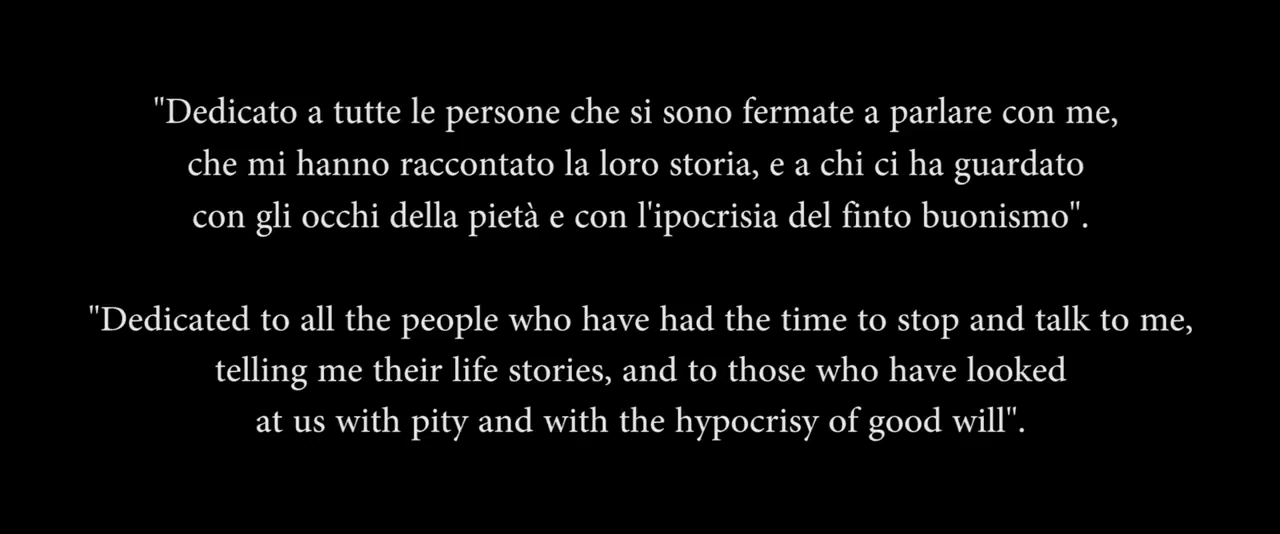 "Dedicato a tutte le persone che si sono fermate a parlare con me,
che mi hanno raccontato la loro storia, e a chi ci ha guardato
con gli occhi della pietà e con l'ipocrisia del finto buonismo".
"Dedicated to all the people who have had the time to stop and talk to me,
telling me their life stories, and to those who have looked
at us with pity and with the hypocrisy of good will".